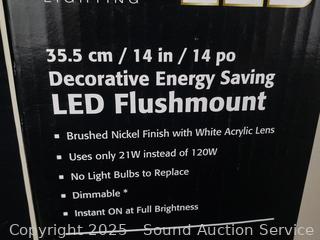 LIGHTING
LED
35.5 cm / 14 in / 14 po
Decorative Energy Saving
LED Flushmount
▪ Brushed Nickel Finish with White Acrylic Lens
▪ Uses only 21W instead of 120W
▪ No Light Bulbs to Replace
▪ Dimmable *
▪ Instant ON at Full Brightness
Copyright 2025 - Sound Auction Service